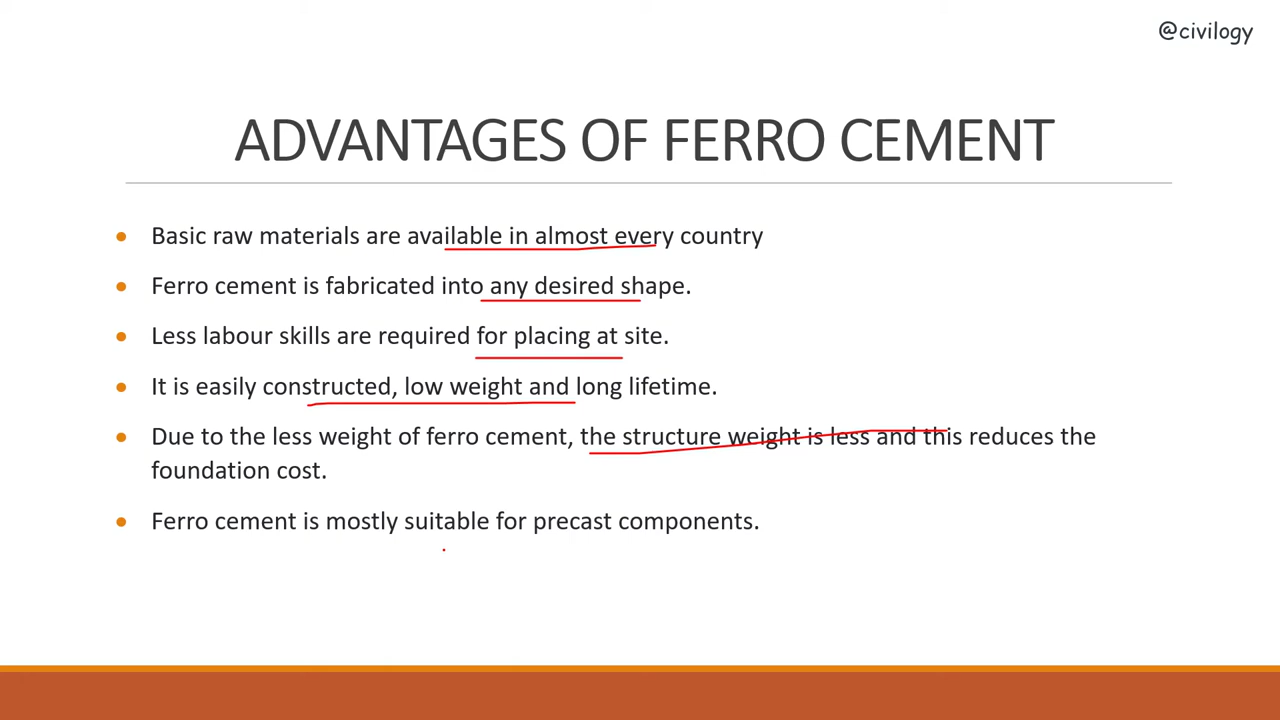 @civilogy
ADVANTAGES OF FERRO CEMENT
• Basic raw materials are available in almost every country
• Ferro cement is fabricated into any desired shape.
• Less labour skills are required for placing at site.
• It is easily constructed, low weight and long lifetime.
• Due to the less weight of ferro cement, the structure weight is less and this reduces the
foundation cost.
• Ferro cement is mostly suitable for precast components.